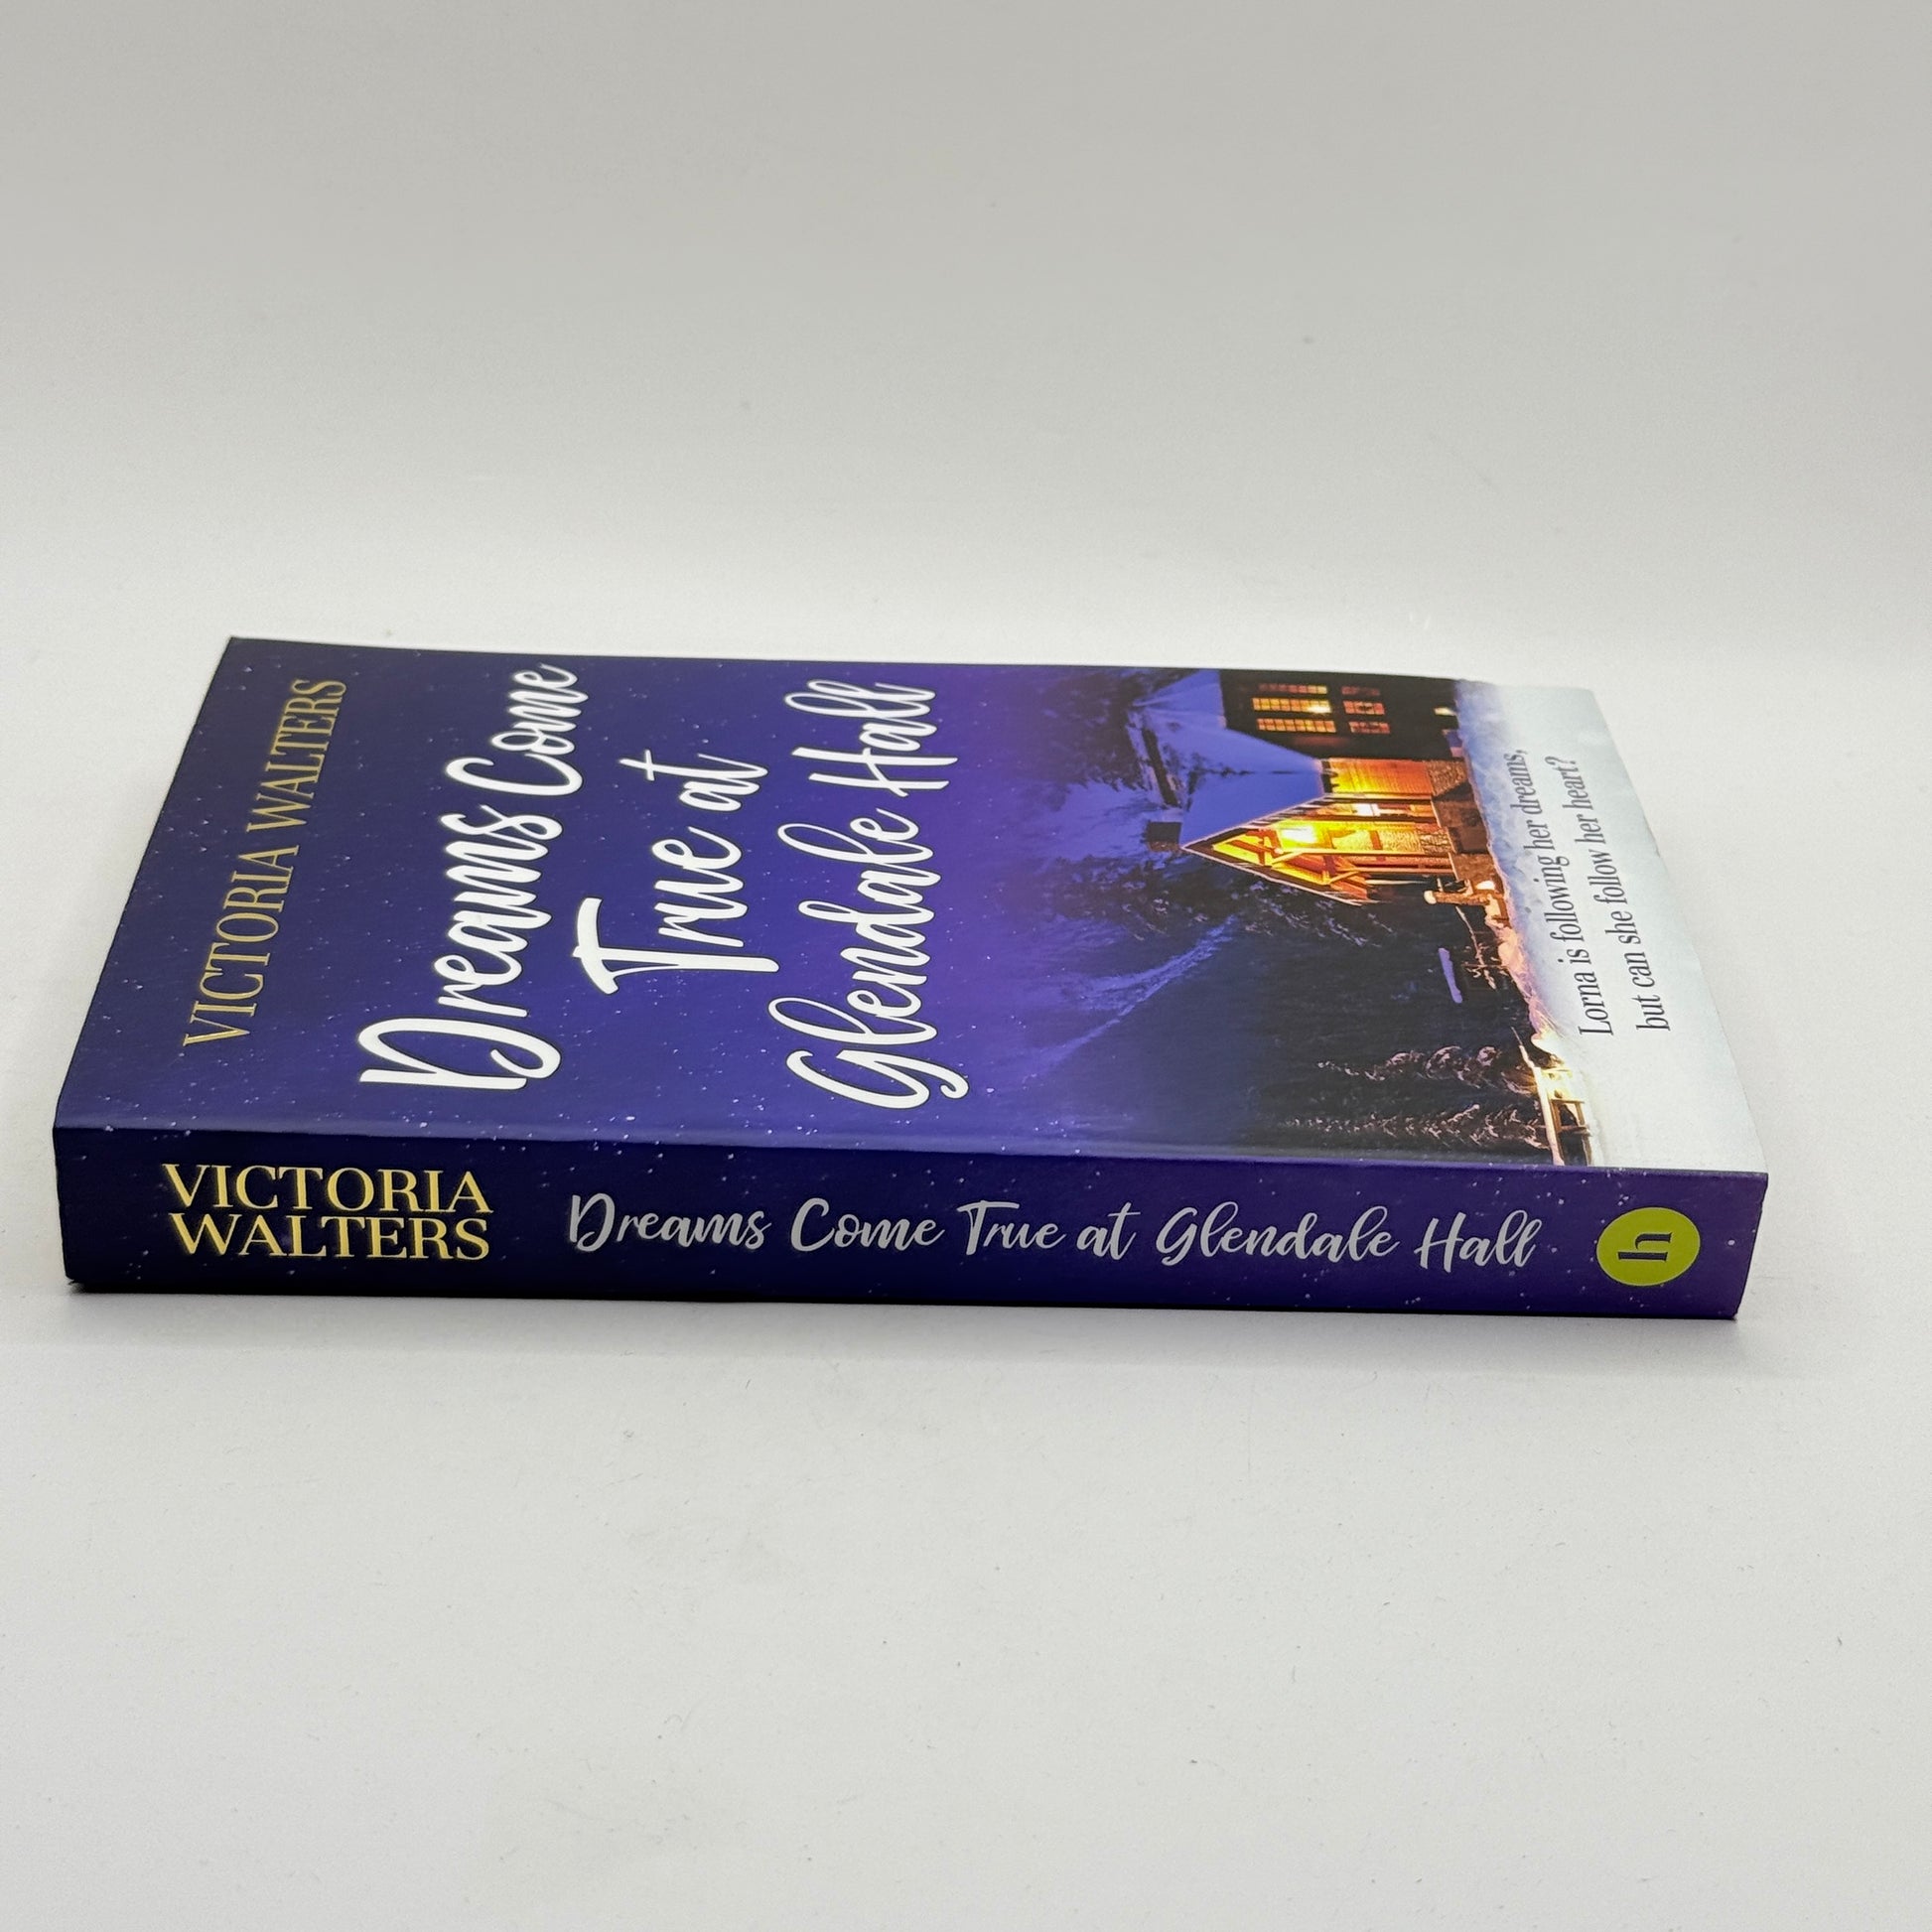 VICTORIA WALTERS
Dreams Come
True at
Glendale Hall
Lorna is following her dreams,
but can she follow her heart?
VICTORIA
WALTERS
Dreams Come True at Glendale Hall
h